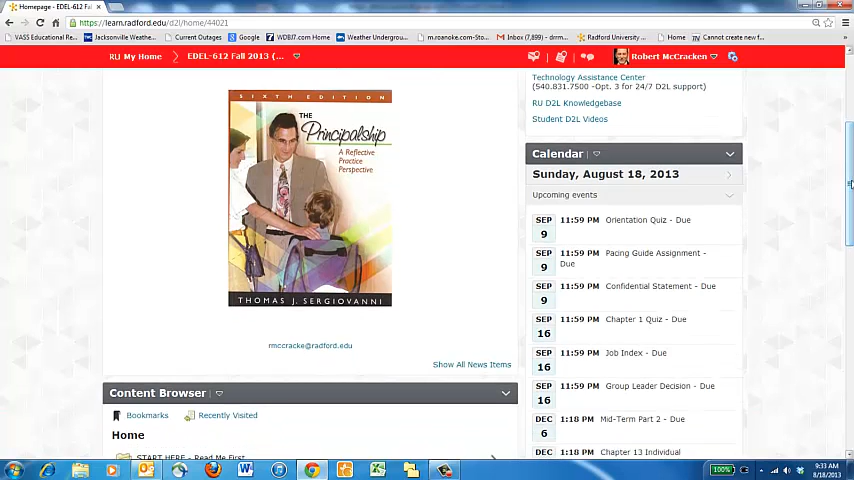 Homepage - EDEL-612 Fall
https://learn.radford.edu/d2l/home/44021
VASS Educational Re...
Jacksonville Weathe...
Current Outages
Google
WDBJ7.com Home
Weather Undergrou...
m.roanoke.com-Sto...
Inbox (7,899) - drrm...
Radford University ...
Home
Cannot create new f...
RU My Home
EDEL-612 Fall 2013 (...
Robert McCracken
SIXTH EDITION
THE
Principalship
A Reflective
Practice
Perspective
THOMAS J. SERGIOVANNI
rmccracke@radford.edu
Show All News Items
Content Browser
Bookmarks
Recently Visited
Home
START HERE - Read Me First
Technology Assistance Center
(540.831.7500 -Opt. 3 for 24/7 D2L support)
RU D2L Knowledgebase
Student D2L Videos
Calendar
Sunday, August 18, 2013
Upcoming events
SEP 9 11:59 PM Orientation Quiz - Due
SEP 9 11:59 PM Pacing Guide Assignment - Due
SEP 9 11:59 PM Confidential Statement - Due
SEP 16 11:59 PM Chapter 1 Quiz - Due
SEP 16 11:59 PM Job Index - Due
SEP 16 11:59 PM Group Leader Decision - Due
DEC 6 1:18 PM Mid-Term Part 2 - Due
DEC 11:59 PM Chapter 13 Individual
100%
9:33 AM
8/18/2013